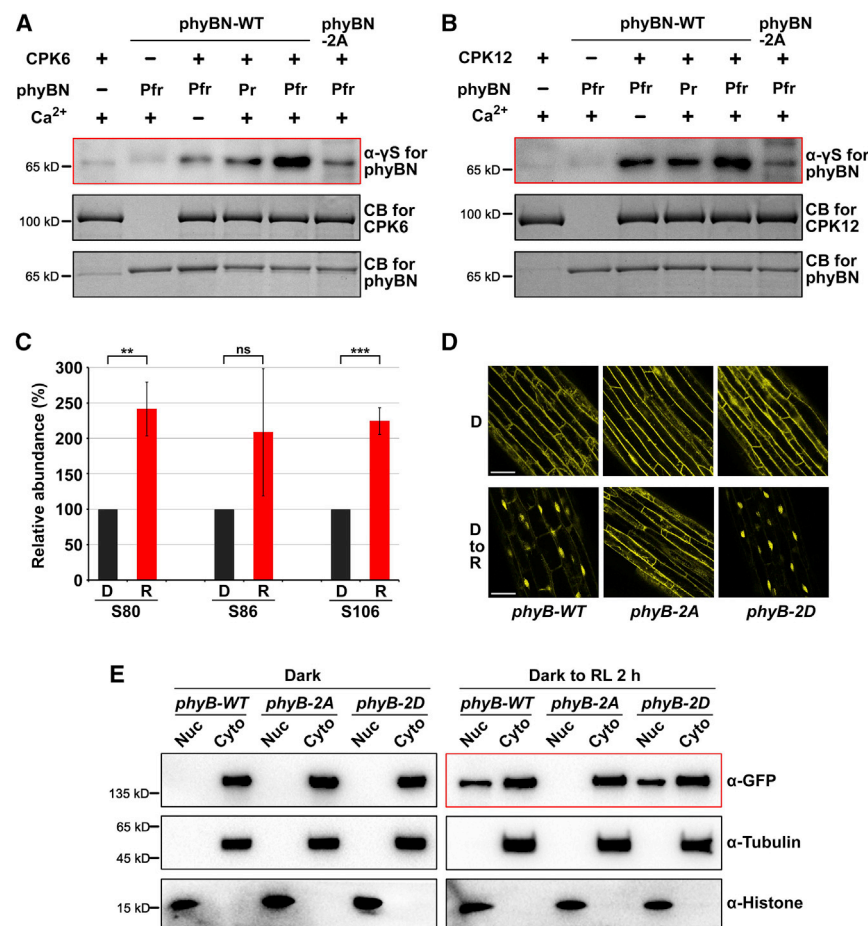 A
phyBN-WT
phyBN
-2A
CPK6 + – + + + +
phyBN – Pfr Pfr Pr Pfr Pfr
Ca2+ + + – + + +
65 kD
α-γS for
phyBN
100 kD
CB for
CPK6
65 kD
CB for
phyBN
B
phyBN-WT
phyBN
-2A
CPK12 + – + + + +
phyBN – Pfr Pfr Pr Pfr Pfr
Ca2+ + + – + + +
65 kD
α-γS for
phyBN
100 kD
CB for
CPK12
65 kD
CB for
phyBN
C
Relative abundance (%)
300
250
200
150
100
50
0
** ns ***
D R D R D R
S80 S86 S106
D
D
D
to
R
phyB-WT phyB-2A phyB-2D
E
Dark Dark to RL 2 h
phyB-WT phyB-2A phyB-2D phyB-WT phyB-2A phyB-2D
Nuc Cyto Nuc Cyto Nuc Cyto Nuc Cyto Nuc Cyto Nuc Cyto
135 kD α-GFP
65 kD
45 kD α-Tubulin
15 kD α-Histone